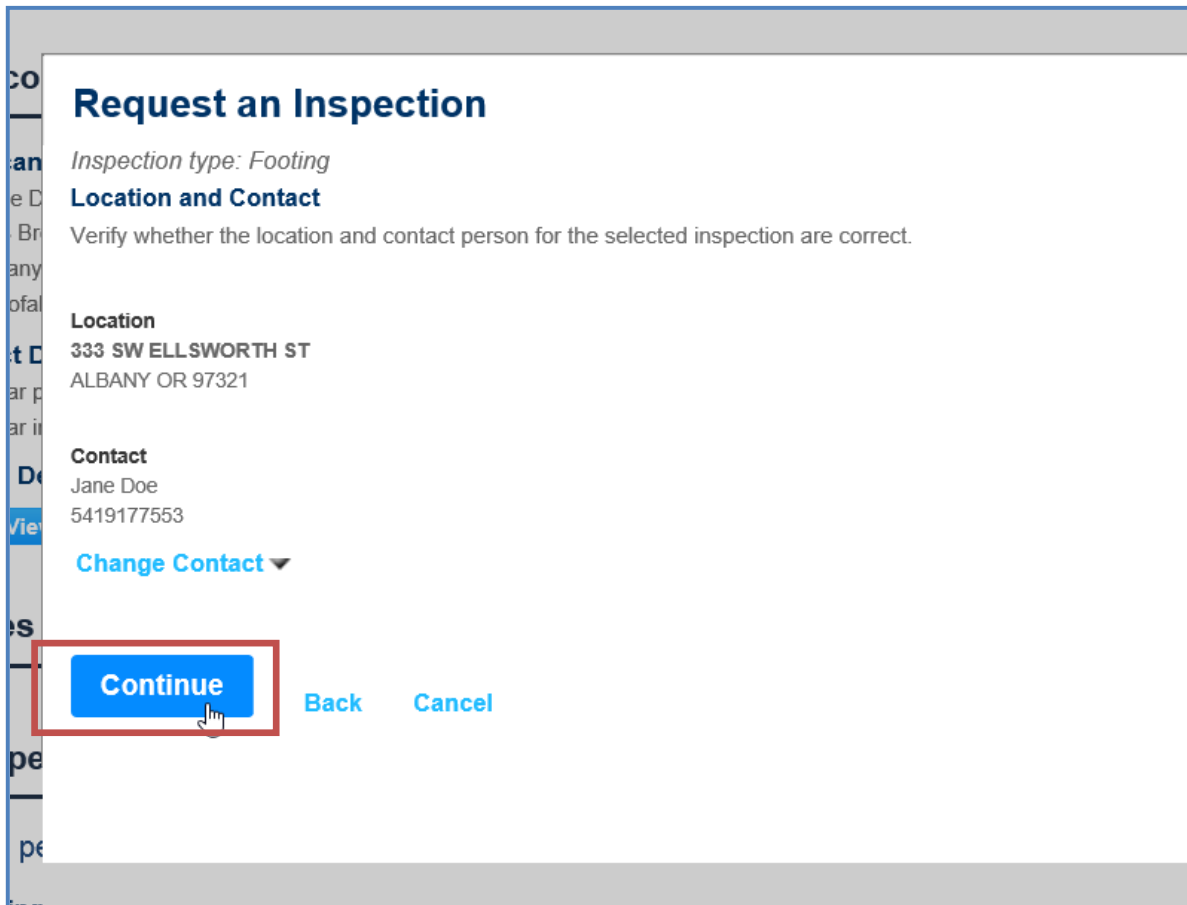 Request an Inspection
Inspection type: Footing
Location and Contact
Verify whether the location and contact person for the selected inspection are correct.
Location
333 SW ELLSWORTH ST
ALBANY OR 97321
Contact
Jane Doe
5419177553
Change Contact
Continue
Back Cancel